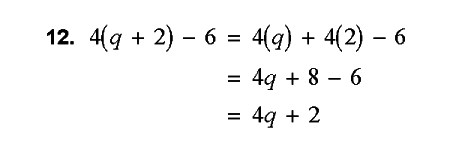 12. 4(q + 2) − 6 = 4(q) + 4(2) − 6
= 4q + 8 − 6
= 4q + 2